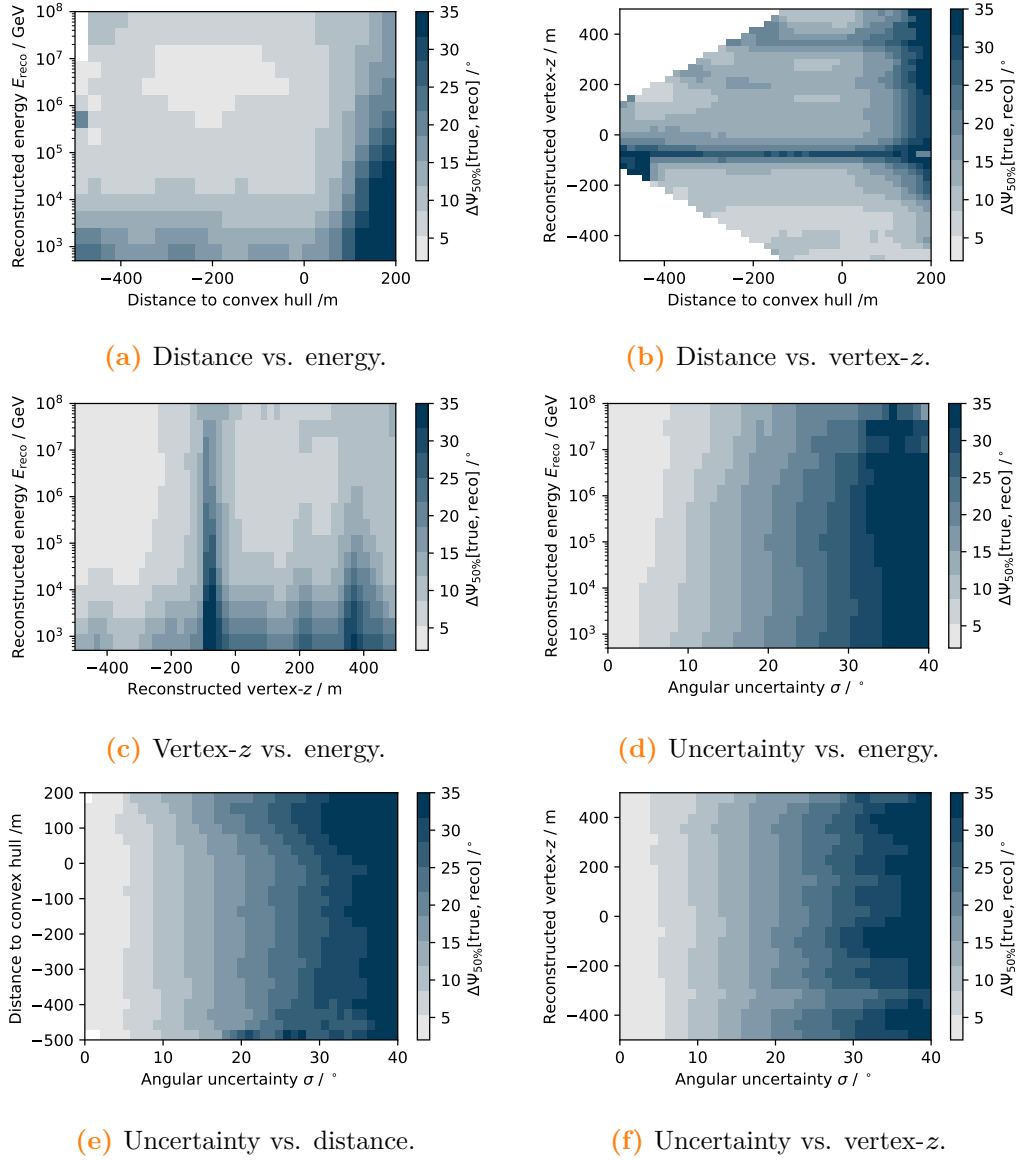 10⁸
10⁷
10⁶
10⁵
10⁴
10³
Reconstructed energy E_reco / GeV
−400 −200 0 200
Distance to convex hull /m
35
30
25
20
15
10
5
ΔΨ50%[true, reco] / °
(a) Distance vs. energy.
400
200
0
−200
−400
Reconstructed vertex-z / m
−400 −200 0 200
Distance to convex hull /m
35
30
25
20
15
10
5
ΔΨ50%[true, reco] / °
(b) Distance vs. vertex-z.
10⁸
10⁷
10⁶
10⁵
10⁴
10³
Reconstructed energy E_reco / GeV
−400 −200 0 200 400
Reconstructed vertex-z / m
35
30
25
20
15
10
5
ΔΨ50%[true, reco] / °
(c) Vertex-z vs. energy.
10⁸
10⁷
10⁶
10⁵
10⁴
10³
Reconstructed energy E_reco / GeV
0 10 20 30 40
Angular uncertainty σ / °
35
30
25
20
15
10
5
ΔΨ50%[true, reco] / °
(d) Uncertainty vs. energy.
200
100
0
−100
−200
−300
−400
−500
Distance to convex hull /m
0 10 20 30 40
Angular uncertainty σ / °
35
30
25
20
15
10
5
ΔΨ50%[true, reco] / °
(e) Uncertainty vs. distance.
400
200
0
−200
−400
Reconstructed vertex-z / m
0 10 20 30 40
Angular uncertainty σ / °
35
30
25
20
15
10
5
ΔΨ50%[true, reco] / °
(f) Uncertainty vs. vertex-z.